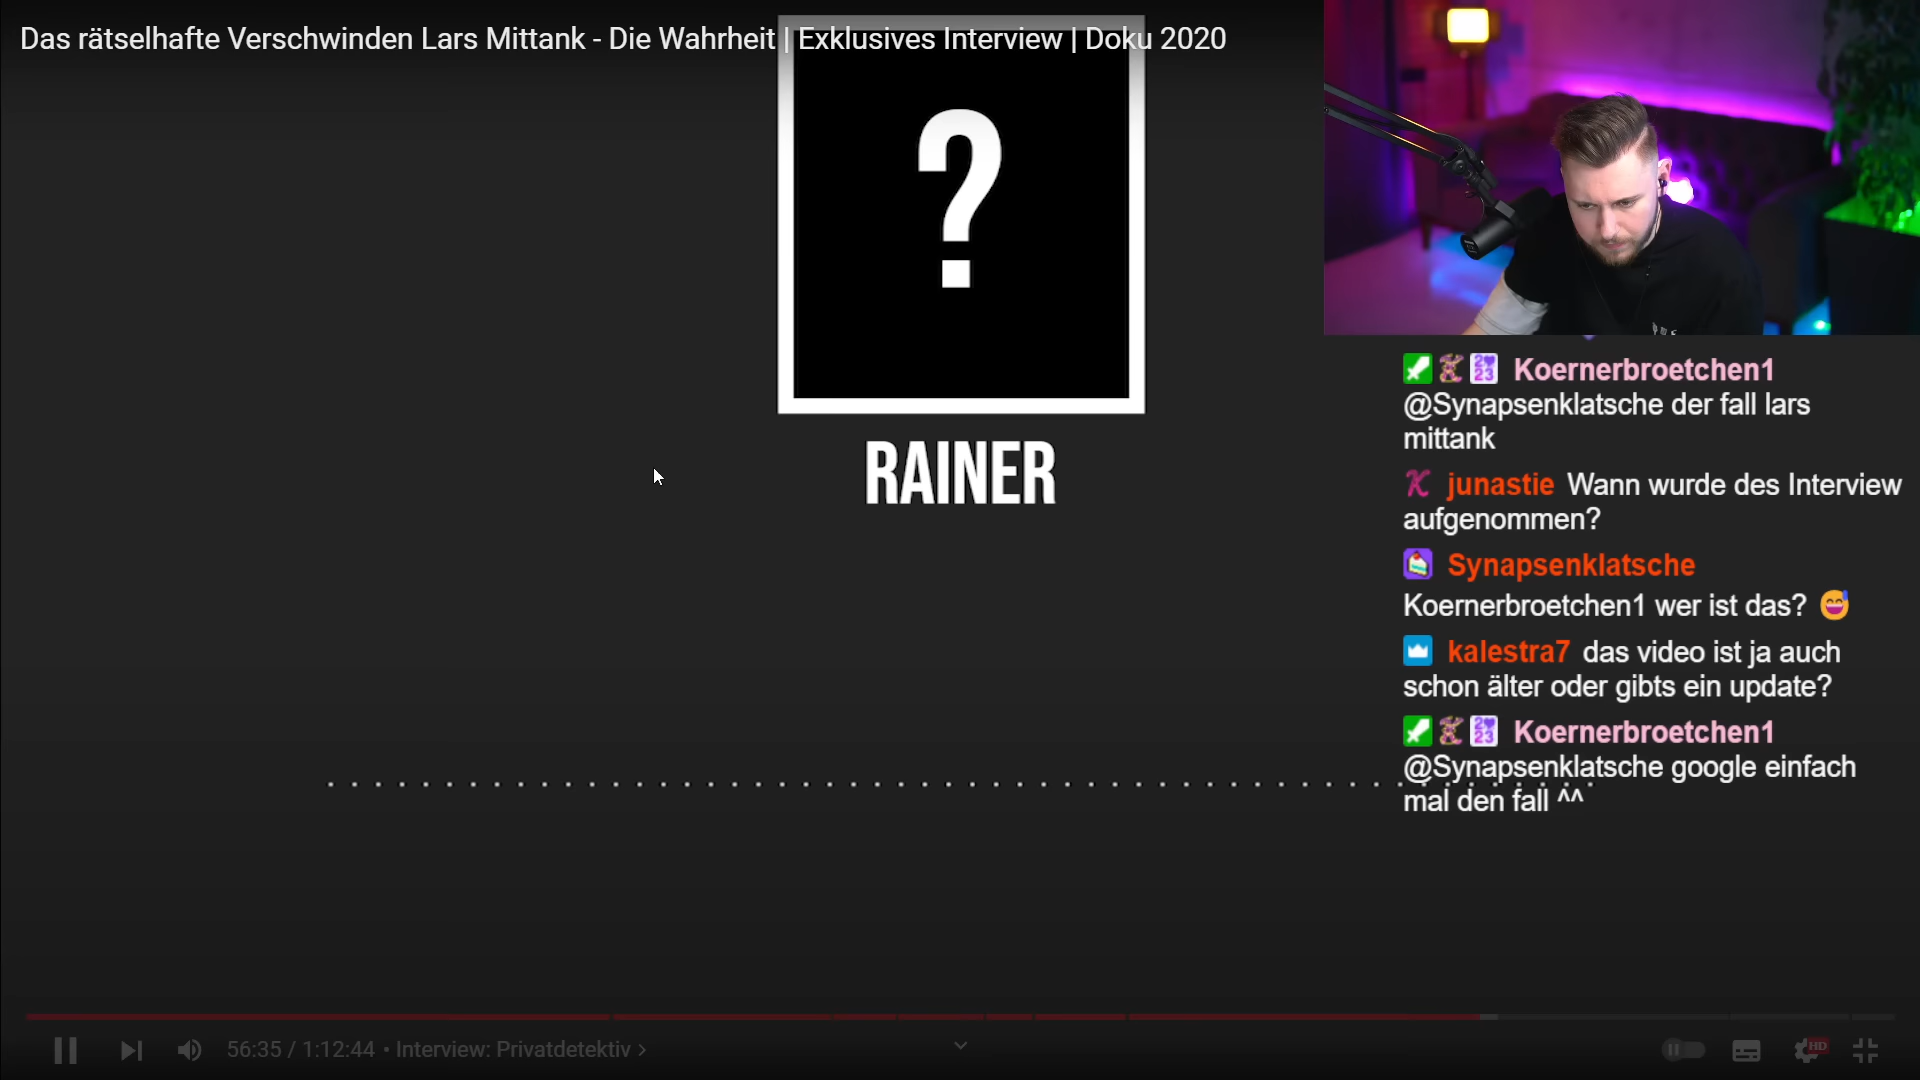 Das rätselhafte Verschwinden Lars Mittank - Die Wahrheit | Exklusives Interview | Doku 2020
?
RAINER
Koernerbroetchen1
@Synapsenklatsche der fall lars
mittank
junastie Wann wurde des Interview
aufgenommen?
Synapsenklatsche
Koernerbroetchen1 wer ist das? 😅
kalestra7 das video ist ja auch
schon älter oder gibts ein update?
Koernerbroetchen1
@Synapsenklatsche google einfach
mal den fall ^^
56:35 / 1:12:44 • Interview: Privatdetektiv >
HD